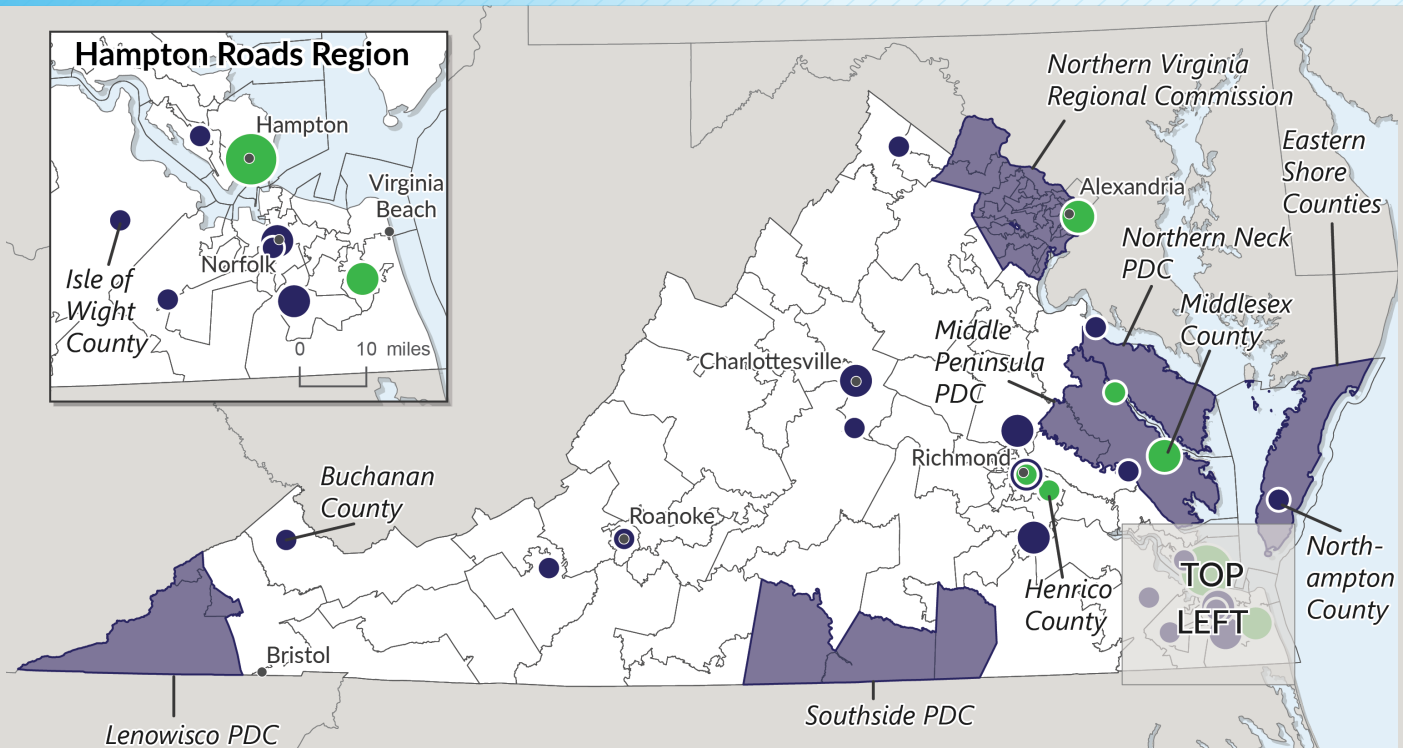 Hampton Roads Region
Hampton
Virginia
Beach
Norfolk
Isle of
Wight
County
0 10 miles
Northern Virginia
Regional Commission
Eastern
Shore
Counties
Alexandria
Northern Neck
PDC
Middlesex
County
Middle
Peninsula
PDC
Charlottesville
Richmond
Buchanan
County
Roanoke
Henrico
County
North-
ampton
County
TOP
LEFT
Bristol
Lenowisco PDC
Southside PDC